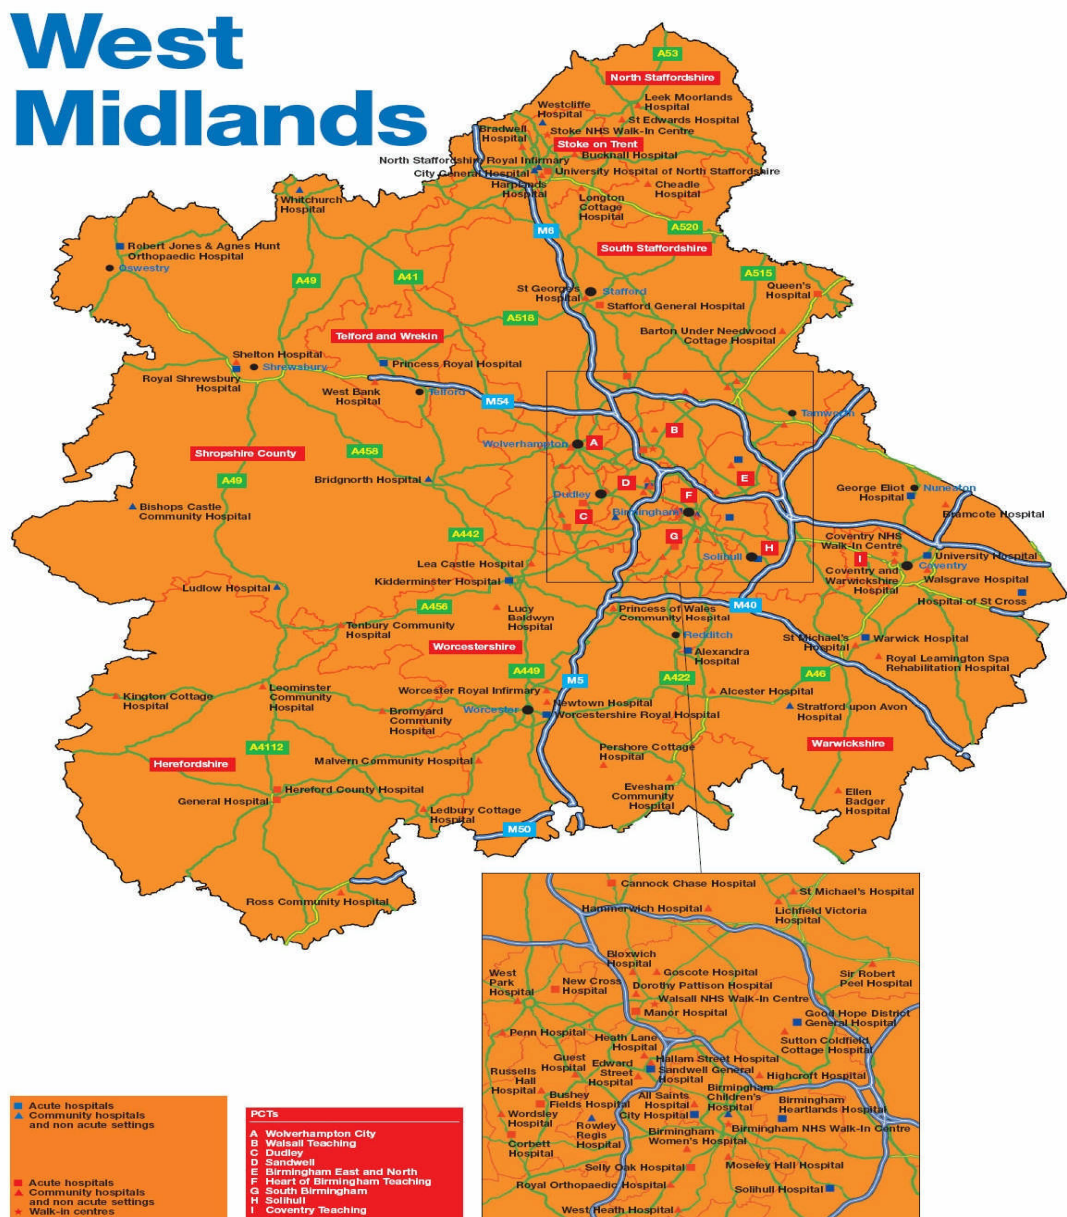 West
Midlands
A53
North Staffordshire
Leek Moorlands
Hospital
Westcliffe
Hospital
St Edwards Hospital
Bradwell
Hospital
Stoke NHS Walk-In Centre
Stoke on Trent
Bucknall Hospital
North Staffordshire Royal Infirmary
City General Hospital
University Hospital of North Staffordshire
Harplands
Hospital
Cheadle
Hospital
Longton
Cottage
Hospital
Whitchurch
Hospital
M6
A520
South Staffordshire
Robert Jones & Agnes Hunt
Orthopaedic Hospital
Oswestry
A49
A41
A515
Queen's
Hospital
St George's
Hospital
Stafford
Stafford General Hospital
A518
Telford and Wrekin
Barton Under Needwood
Cottage Hospital
Shelton Hospital
Shrewsbury
Royal Shrewsbury
Hospital
Princess Royal Hospital
West Bank
Hospital
Telford
M54
Tamworth
Wolverhampton
A
B
Shropshire County
A458
A49
Bridgnorth Hospital
D
E
Dudley
F
C
Birmingham
George Eliot
Hospital
Nuneaton
Bramcote Hospital
Bishops Castle
Community Hospital
A442
G
Solihull
H
Coventry NHS
Walk-In Centre
I
University Hospital
Coventry
Coventry and
Warwickshire
Hospital
Walsgrave Hospital
Hospital of St Cross
Lea Castle Hospital
Kidderminster Hospital
Ludlow Hospital
A456
Lucy
Baldwyn
Hospital
Princess of Wales
Community Hospital
M40
Tenbury Community
Hospital
Redditch
St Michael's
Hospital
Warwick Hospital
Worcestershire
Alexandra
Hospital
Royal Leamington Spa
Rehabilitation Hospital
A449
M5
A422
A46
Kington Cottage
Hospital
Leominster
Community
Hospital
Worcester Royal Infirmary
Newtown Hospital
Alcester Hospital
Bromyard
Community
Hospital
Worcester
Worcestershire Royal Hospital
Stratford upon Avon
Hospital
A4112
Warwickshire
Herefordshire
Malvern Community Hospital
Pershore Cottage
Hospital
Hereford County Hospital
General Hospital
Evesham
Community
Hospital
Ellen
Badger
Hospital
Ledbury Cottage
Hospital
M50
Ross Community Hospital
Cannock Chase Hospital
St Michael's Hospital
Hammerwich Hospital
Lichfield Victoria
Hospital
Bloxwich
Hospital
West
Park
Hospital
New Cross
Hospital
Goscote Hospital
Dorothy Pattison Hospital
Walsall NHS Walk-In Centre
Manor Hospital
Sir Robert
Peel Hospital
Good Hope District
General Hospital
Penn Hospital
Heath Lane
Hospital
Sutton Coldfield
Cottage Hospital
Guest
Hospital
Hallam Street Hospital
Edward
Street
Hospital
Sandwell General
Hospital
Highcroft Hospital
Russells
Hall
Hospital
Bushey
Fields Hospital
All Saints
Hospital
City Hospital
Birmingham
Children's
Hospital
Birmingham
Heartlands Hospital
Wordsley
Hospital
Rowley
Regis
Hospital
Birmingham NHS Walk-In Centre
Birmingham
Women's Hospital
Corbett
Hospital
Selly Oak Hospital
Moseley Hall Hospital
Royal Orthopaedic Hospital
Solihull Hospital
West Heath Hospital
Acute hospitals
Community hospitals
and non acute settings
Acute hospitals
Community hospitals
and non acute settings
Walk-in centres
PCTs
A Wolverhampton City
B Walsall Teaching
C Dudley
D Sandwell
E Birmingham East and North
F Heart of Birmingham Teaching
G South Birmingham
H Solihull
I Coventry Teaching